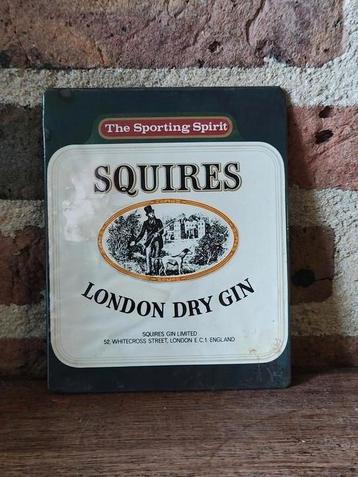 The Sporting Spirit
SQUIRES
LONDON DRY GIN
SQUIRES GIN LIMITED
52, WHITECROSS STREET, LONDON E.C.1. ENGLAND